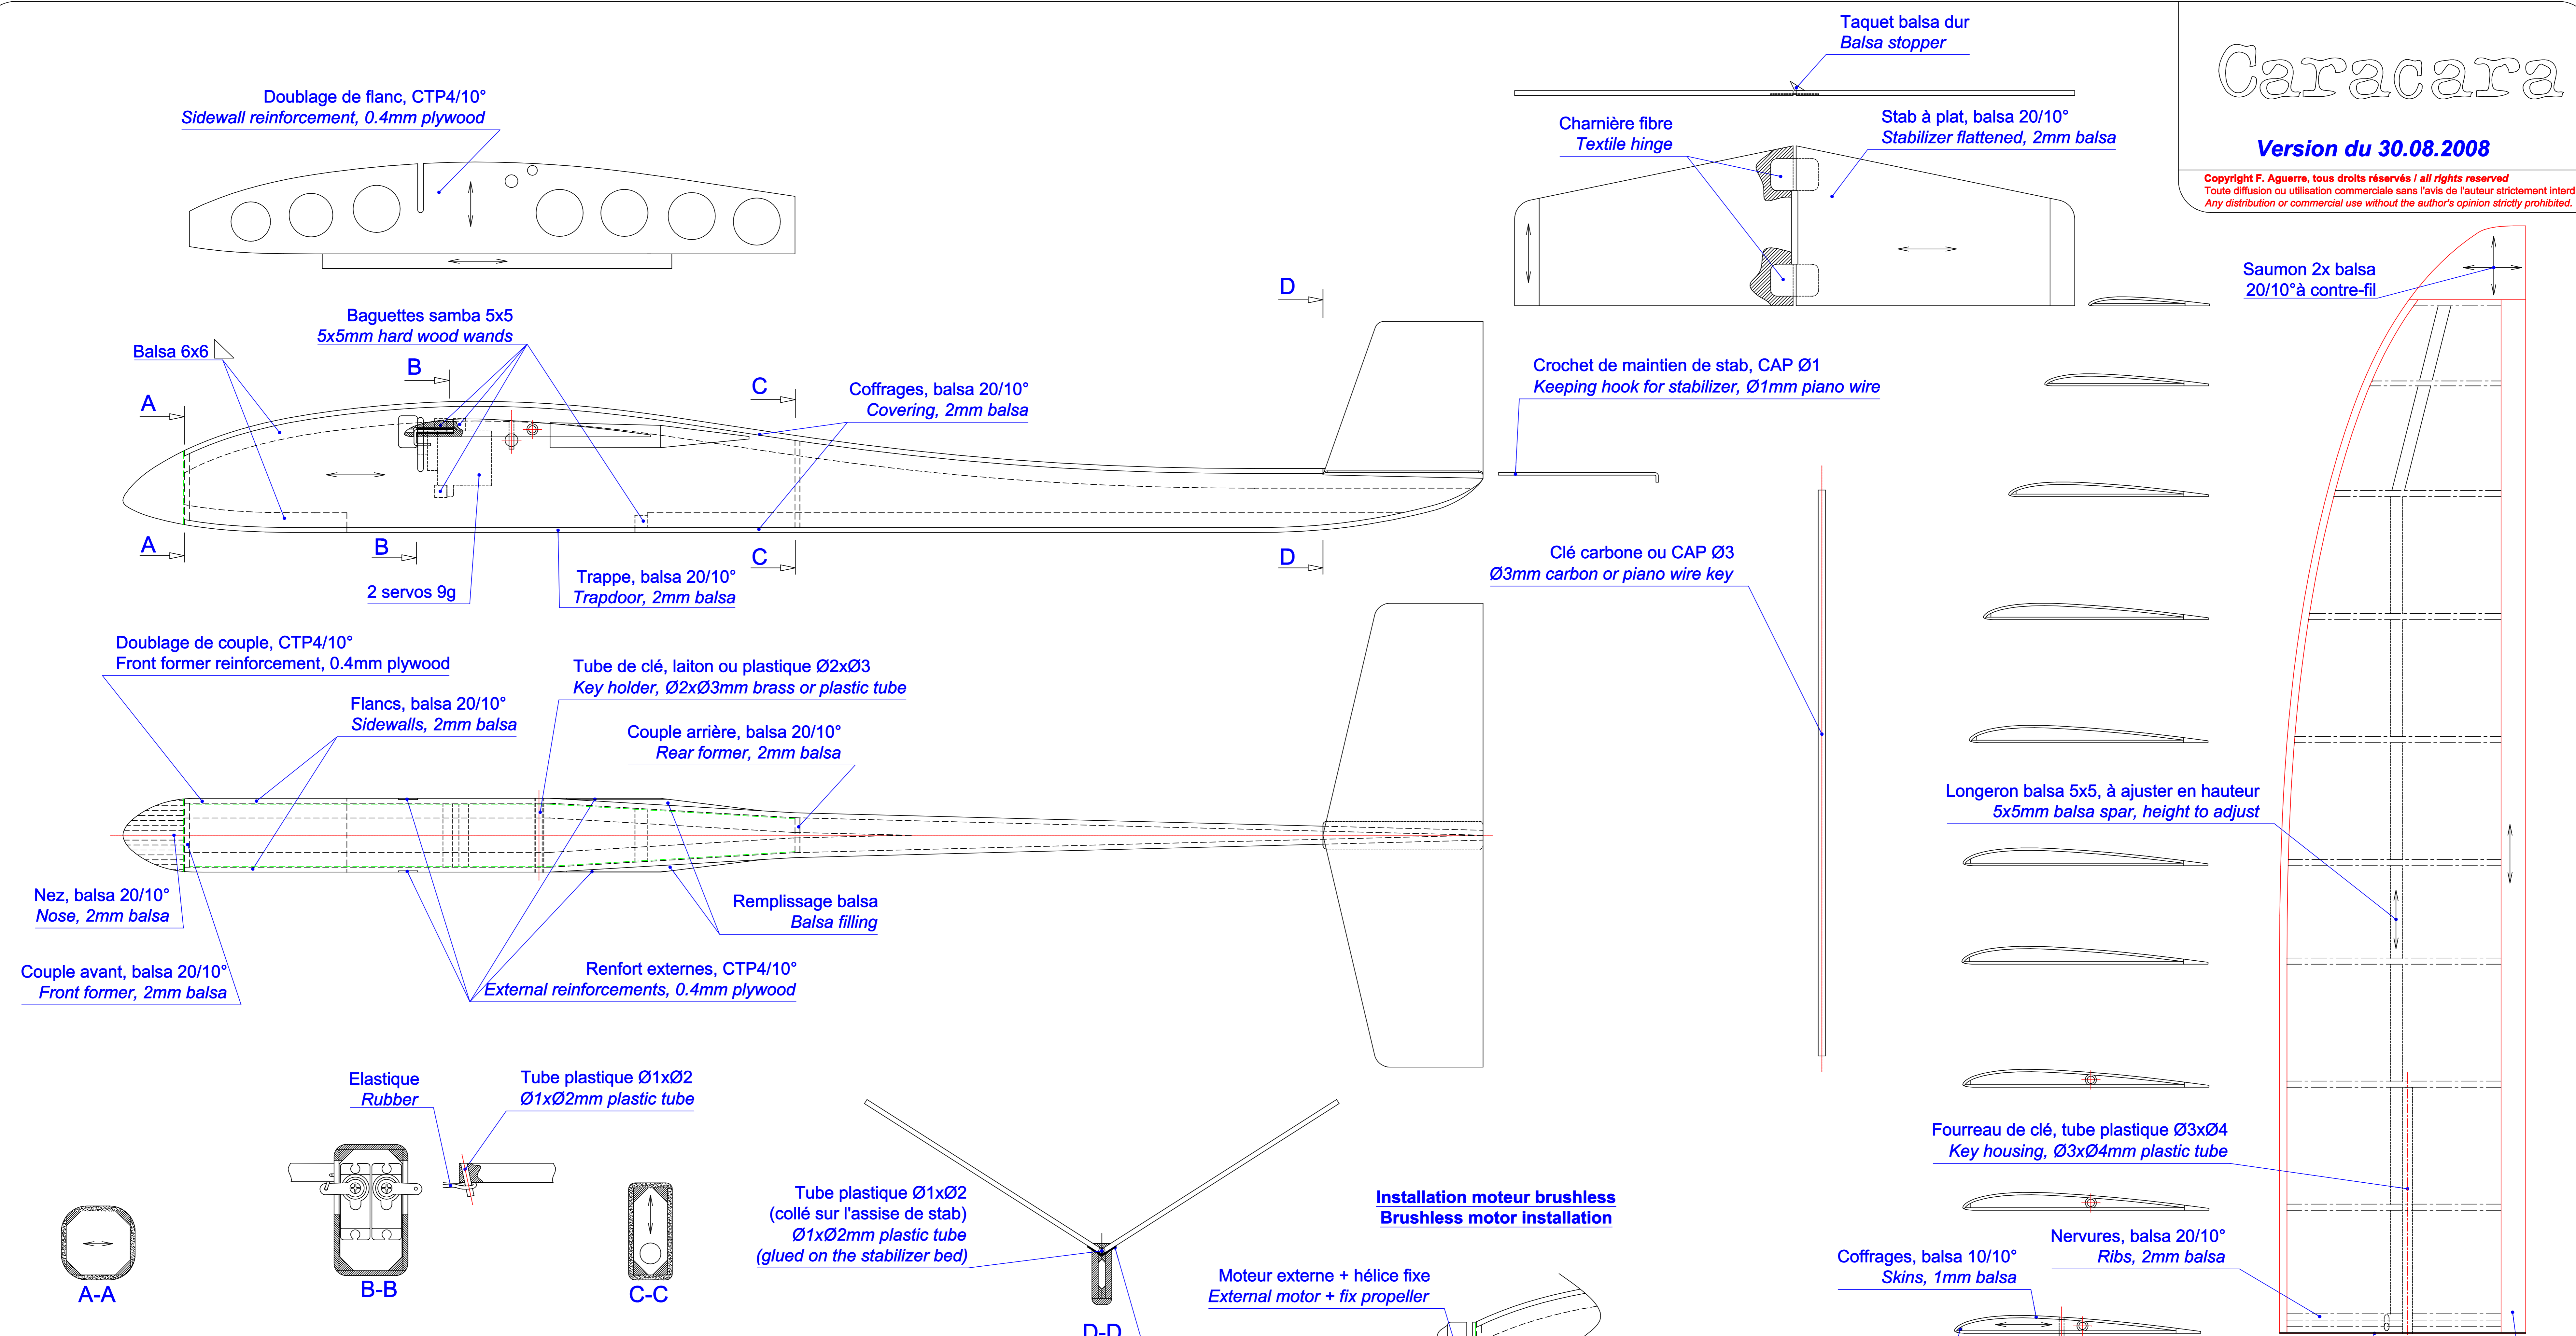 Taquet balsa dur
Balsa stopper
Caracara
Version du 30.08.2008
Copyright F. Aguerre, tous droits réservés / all rights reserved
Toute diffusion ou utilisation commerciale sans l'avis de l'auteur strictement
Any distribution or commercial use without the author's opinion strictly prohibited.
Doublage de flanc, CTP4/10°
Sidewall reinforcement, 0.4mm plywood
Charnière fibre
Textile hinge
Stab à plat, balsa 20/10°
Stabilizer flattened, 2mm balsa
Saumon 2x balsa
20/10°à contre-fil
Baguettes samba 5x5
5x5mm hard wood wands
Balsa 6x6
A
B
C
D
Coffrages, balsa 20/10°
Covering, 2mm balsa
Crochet de maintien de stab, CAP Ø1
Keeping hook for stabilizer, Ø1mm piano wire
A
B
C
D
2 servos 9g
Trappe, balsa 20/10°
Trapdoor, 2mm balsa
Clé carbone ou CAP Ø3
Ø3mm carbon or piano wire key
Doublage de couple, CTP4/10°
Front former reinforcement, 0.4mm plywood
Flancs, balsa 20/10°
Sidewalls, 2mm balsa
Tube de clé, laiton ou plastique Ø2xØ3
Key holder, Ø2xØ3mm brass or plastic tube
Couple arrière, balsa 20/10°
Rear former, 2mm balsa
Longeron balsa 5x5, à ajuster en hauteur
5x5mm balsa spar, height to adjust
Nez, balsa 20/10°
Nose, 2mm balsa
Remplissage balsa
Balsa filling
Couple avant, balsa 20/10°
Front former, 2mm balsa
Renfort externes, CTP4/10°
External reinforcements, 0.4mm plywood
Elastique
Rubber
Tube plastique Ø1xØ2
Ø1xØ2mm plastic tube
Fourreau de clé, tube plastique Ø3xØ4
Key housing, Ø3xØ4mm plastic tube
Tube plastique Ø1xØ2
(collé sur l'assise de stab)
Ø1xØ2mm plastic tube
(glued on the stabilizer bed)
Installation moteur brushless
Brushless motor installation
Nervures, balsa 20/10°
Ribs, 2mm balsa
Coffrages, balsa 10/10°
Skins, 1mm balsa
Moteur externe + hélice fixe
External motor + fix propeller
A-A
B-B
C-C
D-D